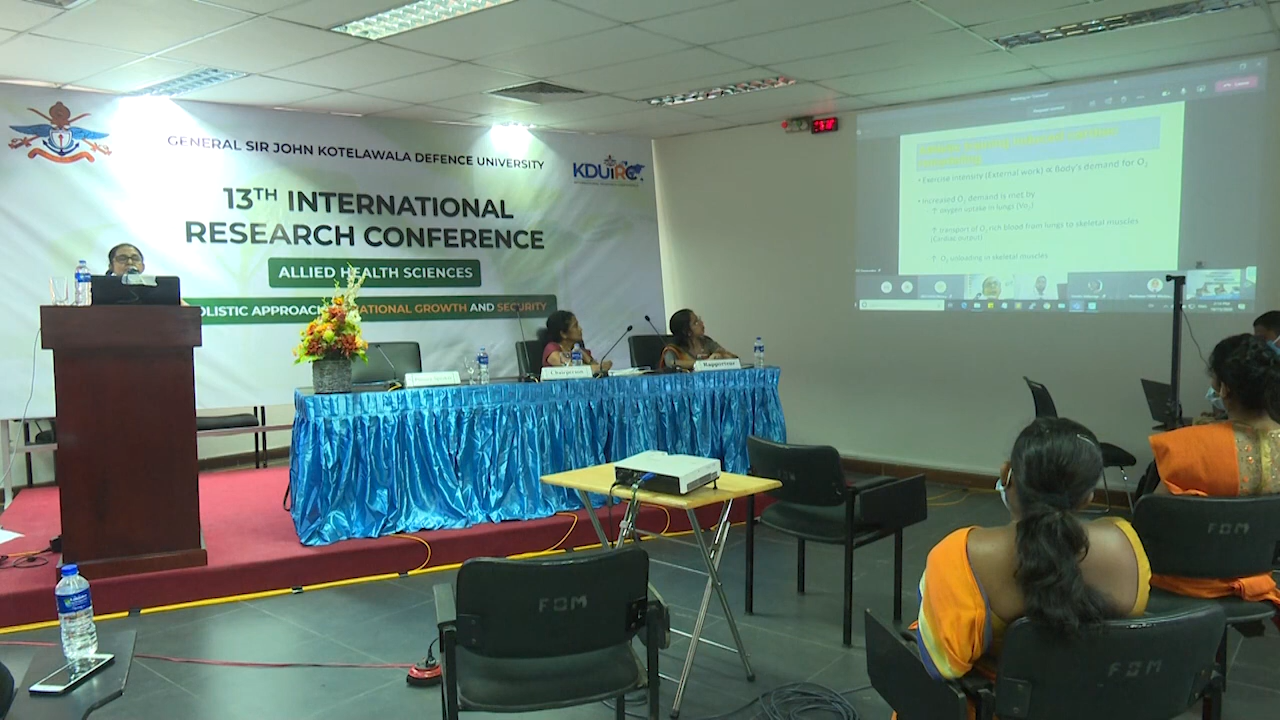 GENERAL SIR JOHN KOTELAWALA DEFENCE UNIVERSITY
KDUIRC
13TH INTERNATIONAL
RESEARCH CONFERENCE
ALLIED HEALTH SCIENCES
OLISTIC APPROACH NATIONAL GROWTH AND SECURITY
Chairperson
Rapporteur
• Exercise intensity (External work) ∝ Body's demand for O2
• Increased O2 demand is met by
↑ oxygen uptake in lungs (Vo2)
↑ transport of O2 rich blood from lungs to skeletal muscles
(Cardiac output)
↑ O2 unloading in skeletal muscles
FOM
FOM
FOM